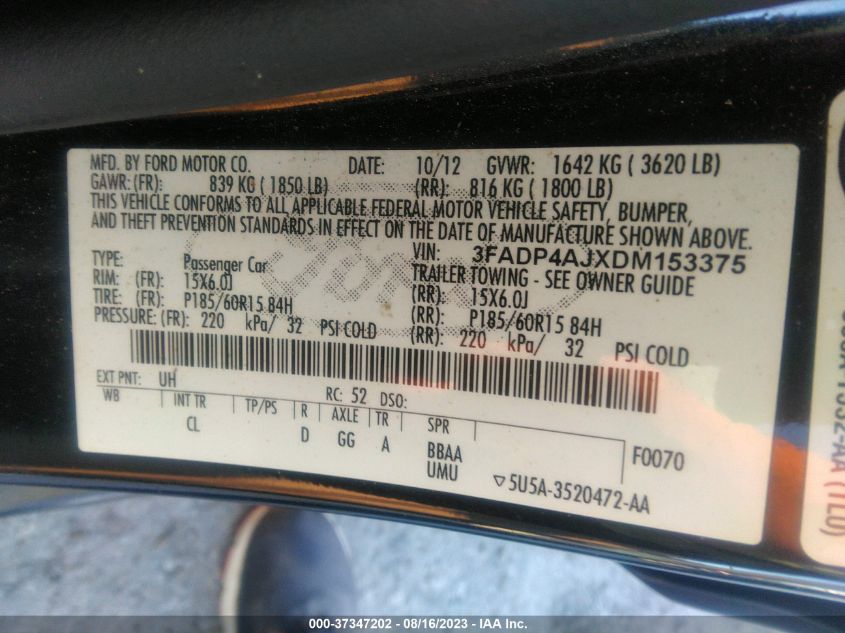 MFD. BY FORD MOTOR CO. DATE: 10/12 GVWR: 1642 KG ( 3620 LB)
GAWR: (FR): 839 KG ( 1850 LB) (RR): 816 KG ( 1800 LB)
THIS VEHICLE CONFORMS TO ALL APPLICABLE FEDERAL MOTOR VEHICLE SAFETY, BUMPER,
AND THEFT PREVENTION STANDARDS IN EFFECT ON THE DATE OF MANUFACTURE SHOWN ABOVE.
VIN: 3FADP4AJXDM153375
TYPE: Passenger Car TRAILER TOWING - SEE OWNER GUIDE
RIM: (FR) 15X6.0J (RR): 15X6.0J
TIRE: (FR) P185/60R15 84H (RR): P185/60R15 84H
PRESSURE: (FR): 220 kPa/ 32 PSI COLD (RR): 220 kPa/ 32 PSI COLD
EXT PNT: UH RC: 52 DSO:
WB INT TR TP/PS R AXLE TR SPR
CL D GG A BBAA F0070
UMU ▽5U5A-3520472-AA
1532-AA (TLD)
000-37347202 - 08/16/2023 - IAA Inc.